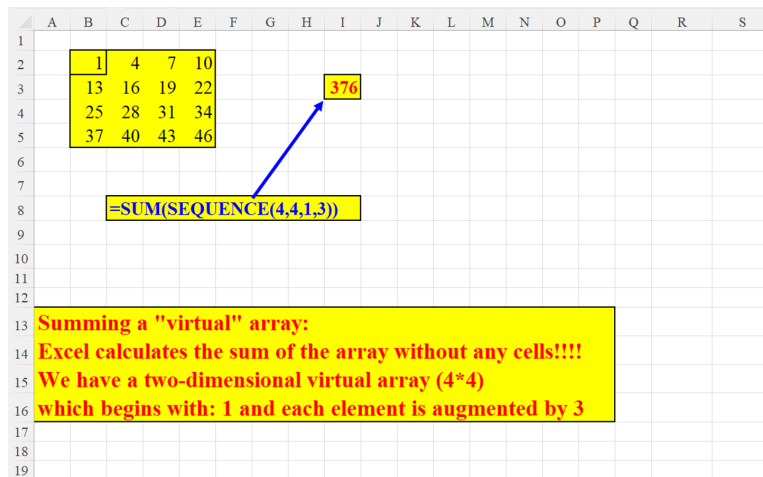 A B C D E F G H I J K L M N O P Q R S
1
2 1 4 7 10
3 13 16 19 22 376
4 25 28 31 34
5 37 40 43 46
6
7
8 =SUM(SEQUENCE(4,4,1,3))
9
10
11
12
13 Summing a "virtual" array:
14 Excel calculates the sum of the array without any cells!!!!
15 We have a two-dimensional virtual array (4*4)
16 which begins with: 1 and each element is augmented by 3
17
18
19